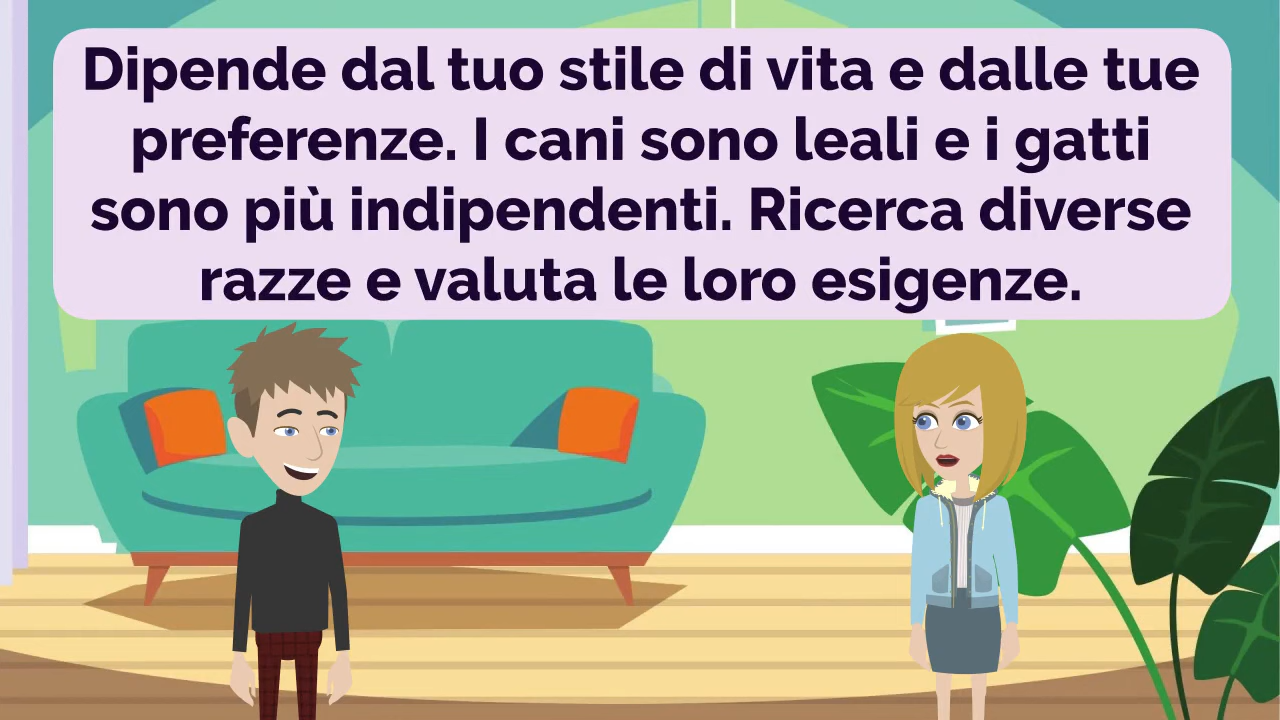 Dipende dal tuo stile di vita e dalle tue
preferenze. I cani sono leali e i gatti
sono più indipendenti. Ricerca diverse
razze e valuta le loro esigenze.